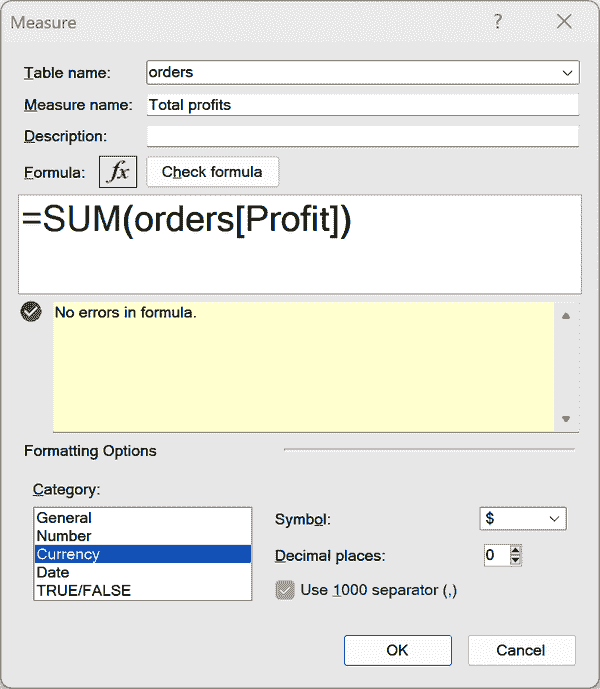 Measure ?
Table name: orders
Measure name: Total profits
Description:
Formula: fx Check formula
=SUM(orders[Profit])
No errors in formula.
Formatting Options
Category:
General
Number
Currency
Date
TRUE/FALSE
Symbol: $
Decimal places: 0
Use 1000 separator (,)
OK Cancel